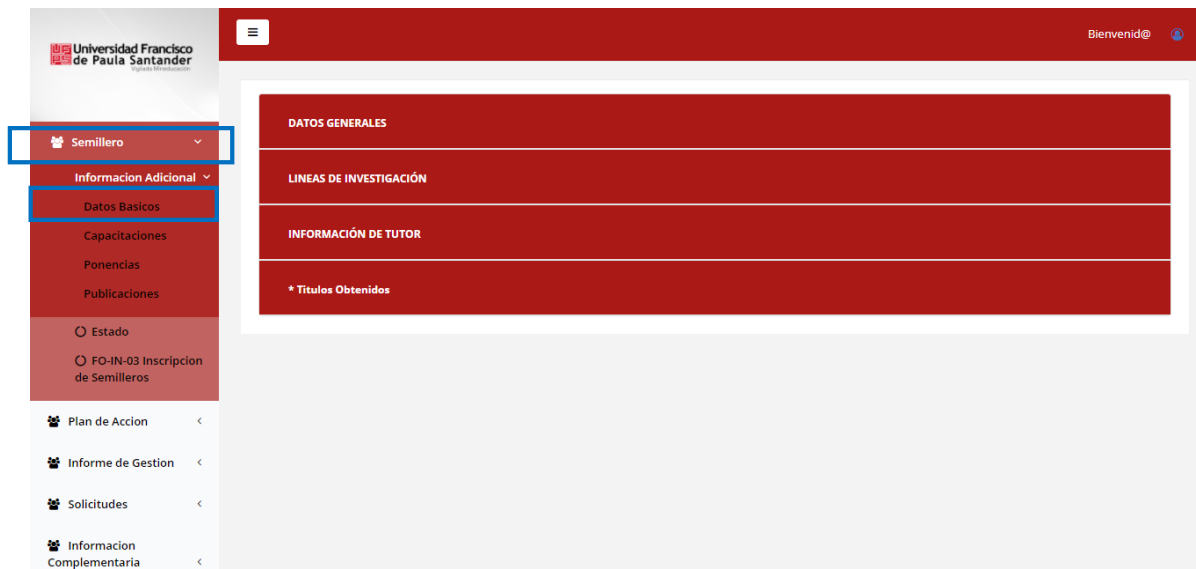 Universidad Francisco
de Paula Santander
Vigilada Mineducación
Bienvenid@
Semillero
Informacion Adicional
Datos Basicos
Capacitaciones
Ponencias
Publicaciones
Estado
FO-IN-03 Inscripcion
de Semilleros
Plan de Accion
Informe de Gestion
Solicitudes
Informacion
Complementaria
DATOS GENERALES
LINEAS DE INVESTIGACIÓN
INFORMACIÓN DE TUTOR
* Titulos Obtenidos